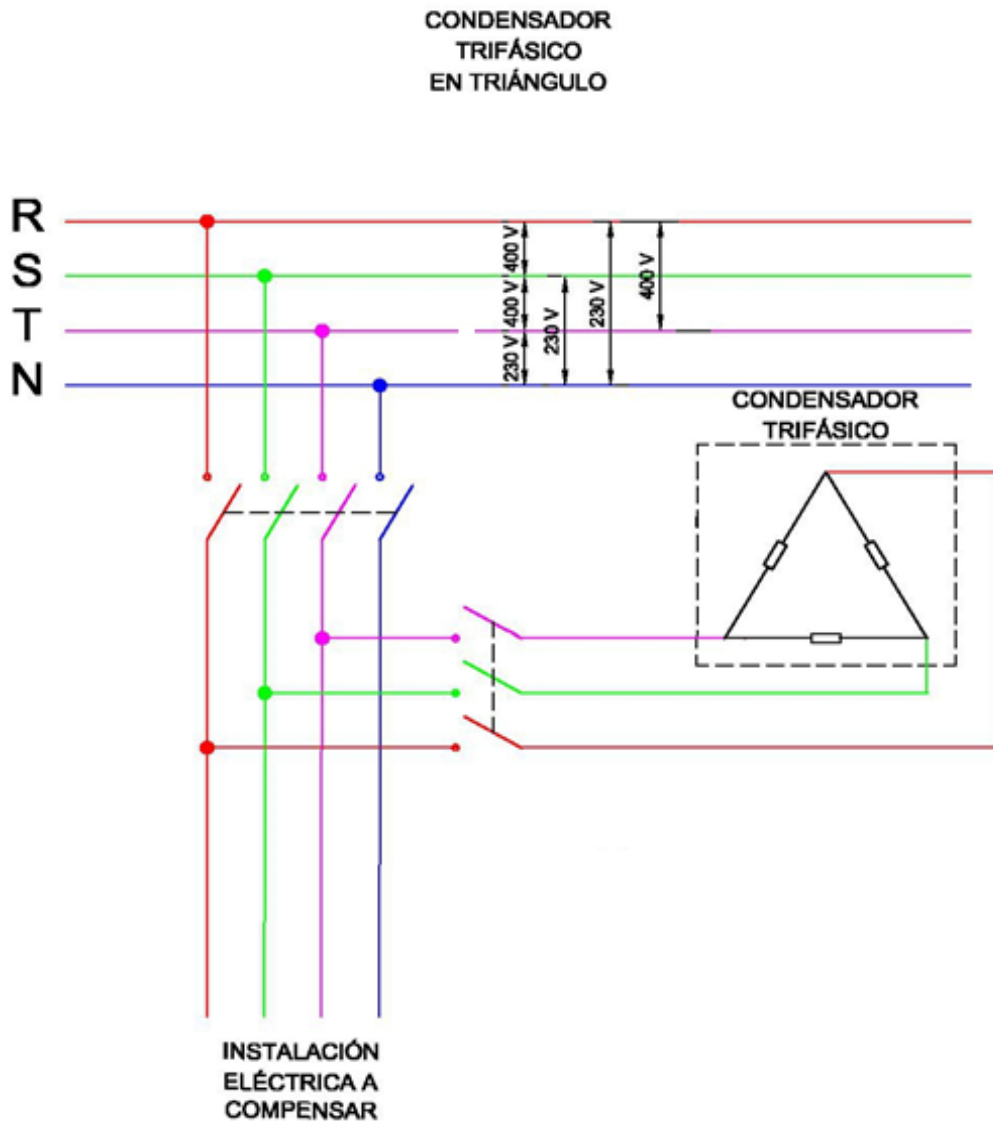 CONDENSADOR
TRIFÁSICO
EN TRIÁNGULO
R
S
T
N
400 V
400 V
230 V
230 V
230 V
400 V
CONDENSADOR
TRIFÁSICO
INSTALACIÓN
ELÉCTRICA A
COMPENSAR